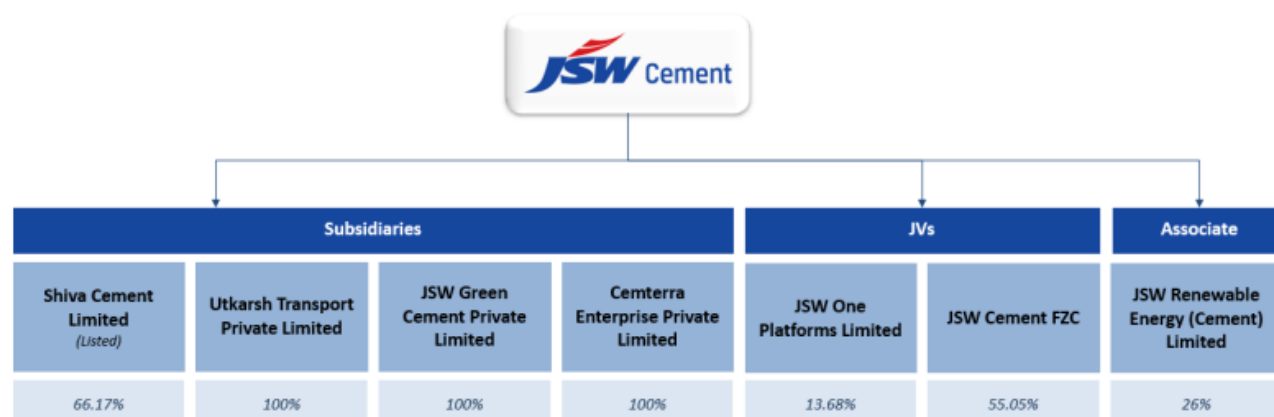 JSW Cement
Subsidiaries
JVs
Associate
Shiva Cement
Limited
(Listed)
Utkarsh Transport
Private Limited
JSW Green
Cement Private
Limited
Cemterra
Enterprise Private
Limited
JSW One
Platforms Limited
JSW Cement FZC
JSW Renewable
Energy (Cement)
Limited
66.17%
100%
100%
100%
13.68%
55.05%
26%